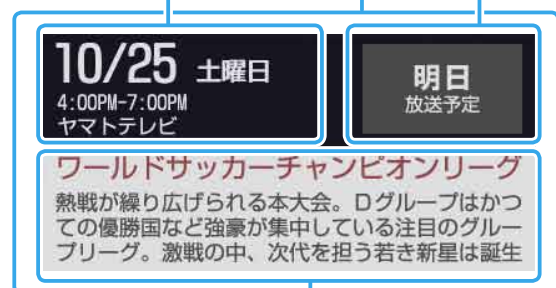 10/25 土曜日
4:00PM-7:00PM
ヤマトテレビ
明日
放送予定
ワールドサッカーチャンピオンリーグ
熱戦が繰り広げられる本大会。Dグループはかつ
ての優勝国など強豪が集中している注目のグルー
プリーグ。激戦の中、次代を担う若き新星は誕生